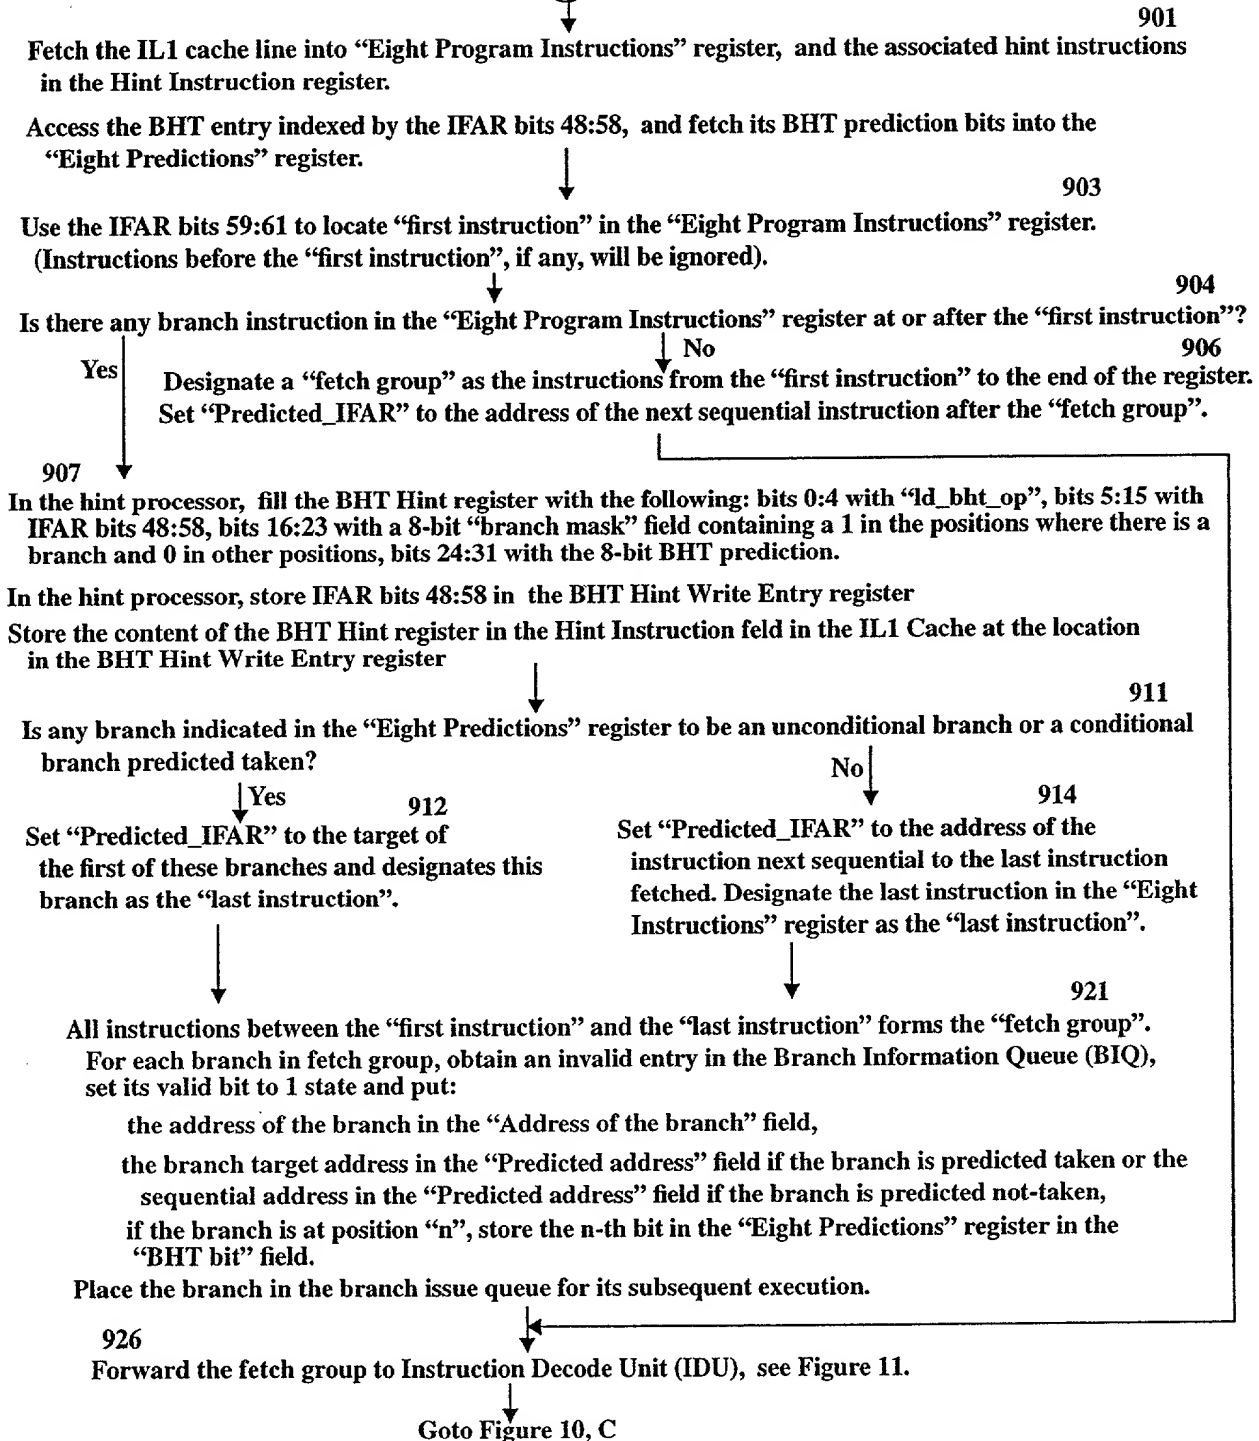 901
Fetch the IL1 cache line into “Eight Program Instructions” register, and the associated hint instructions
in the Hint Instruction register.
Access the BHT entry indexed by the IFAR bits 48:58, and fetch its BHT prediction bits into the
“Eight Predictions” register.
903
Use the IFAR bits 59:61 to locate “first instruction” in the “Eight Program Instructions” register.
(Instructions before the “first instruction”, if any, will be ignored).
904
Is there any branch instruction in the “Eight Program Instructions” register at or after the “first instruction”?
No
906
Yes
Designate a “fetch group” as the instructions from the “first instruction” to the end of the register.
Set “Predicted_IFAR” to the address of the next sequential instruction after the “fetch group”.
907
In the hint processor, fill the BHT Hint register with the following: bits 0:4 with “ld_bht_op”, bits 5:15 with
IFAR bits 48:58, bits 16:23 with a 8-bit “branch mask” field containing a 1 in the positions where there is a
branch and 0 in other positions, bits 24:31 with the 8-bit BHT prediction.
In the hint processor, store IFAR bits 48:58 in the BHT Hint Write Entry register
Store the content of the BHT Hint register in the Hint Instruction feld in the IL1 Cache at the location
in the BHT Hint Write Entry register
911
Is any branch indicated in the “Eight Predictions” register to be an unconditional branch or a conditional
branch predicted taken?
No
Yes
912
914
Set “Predicted_IFAR” to the target of
the first of these branches and designates this
branch as the “last instruction”.
Set “Predicted_IFAR” to the address of the
instruction next sequential to the last instruction
fetched. Designate the last instruction in the “Eight
Instructions” register as the “last instruction”.
921
All instructions between the “first instruction” and the “last instruction” forms the “fetch group”.
For each branch in fetch group, obtain an invalid entry in the Branch Information Queue (BIQ),
set its valid bit to 1 state and put:
the address of the branch in the “Address of the branch” field,
the branch target address in the “Predicted address” field if the branch is predicted taken or the
sequential address in the “Predicted address” field if the branch is predicted not-taken,
if the branch is at position “n”, store the n-th bit in the “Eight Predictions” register in the
“BHT bit” field.
Place the branch in the branch issue queue for its subsequent execution.
926
Forward the fetch group to Instruction Decode Unit (IDU), see Figure 11.
Goto Figure 10, C